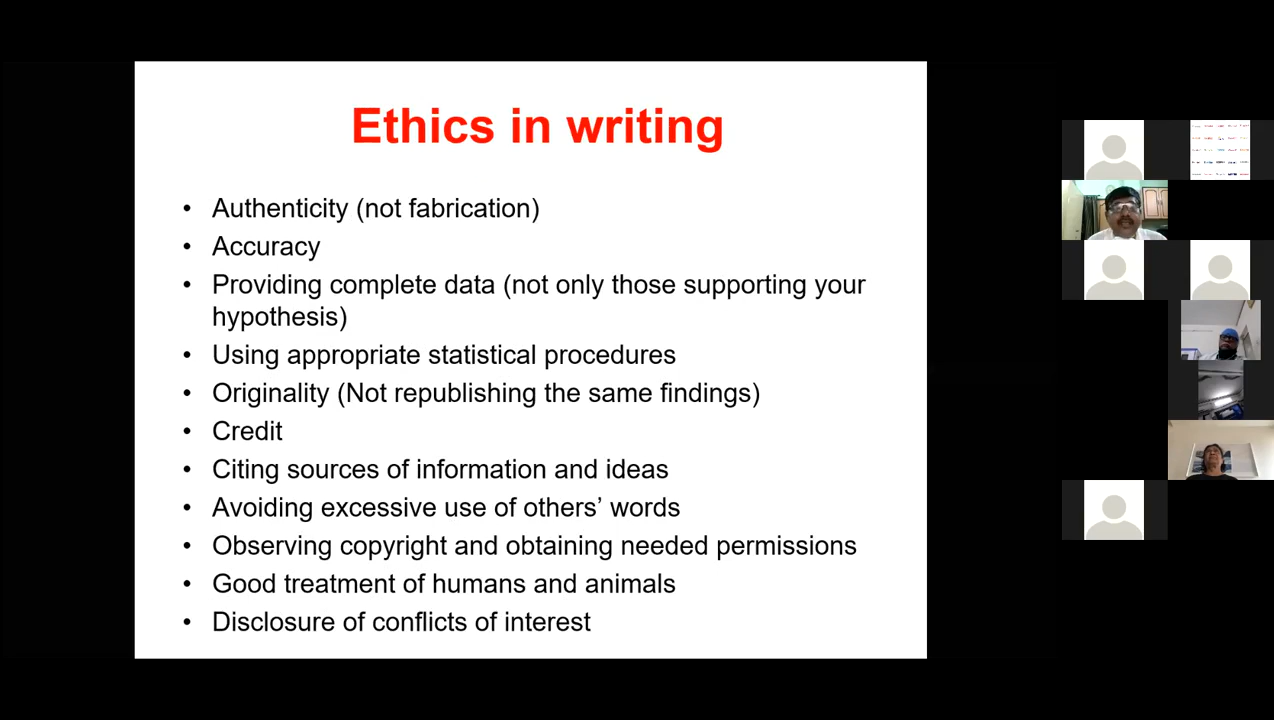 Ethics in writing
• Authenticity (not fabrication)
• Accuracy
• Providing complete data (not only those supporting your
hypothesis)
• Using appropriate statistical procedures
• Originality (Not republishing the same findings)
• Credit
• Citing sources of information and ideas
• Avoiding excessive use of others’ words
• Observing copyright and obtaining needed permissions
• Good treatment of humans and animals
• Disclosure of conflicts of interest